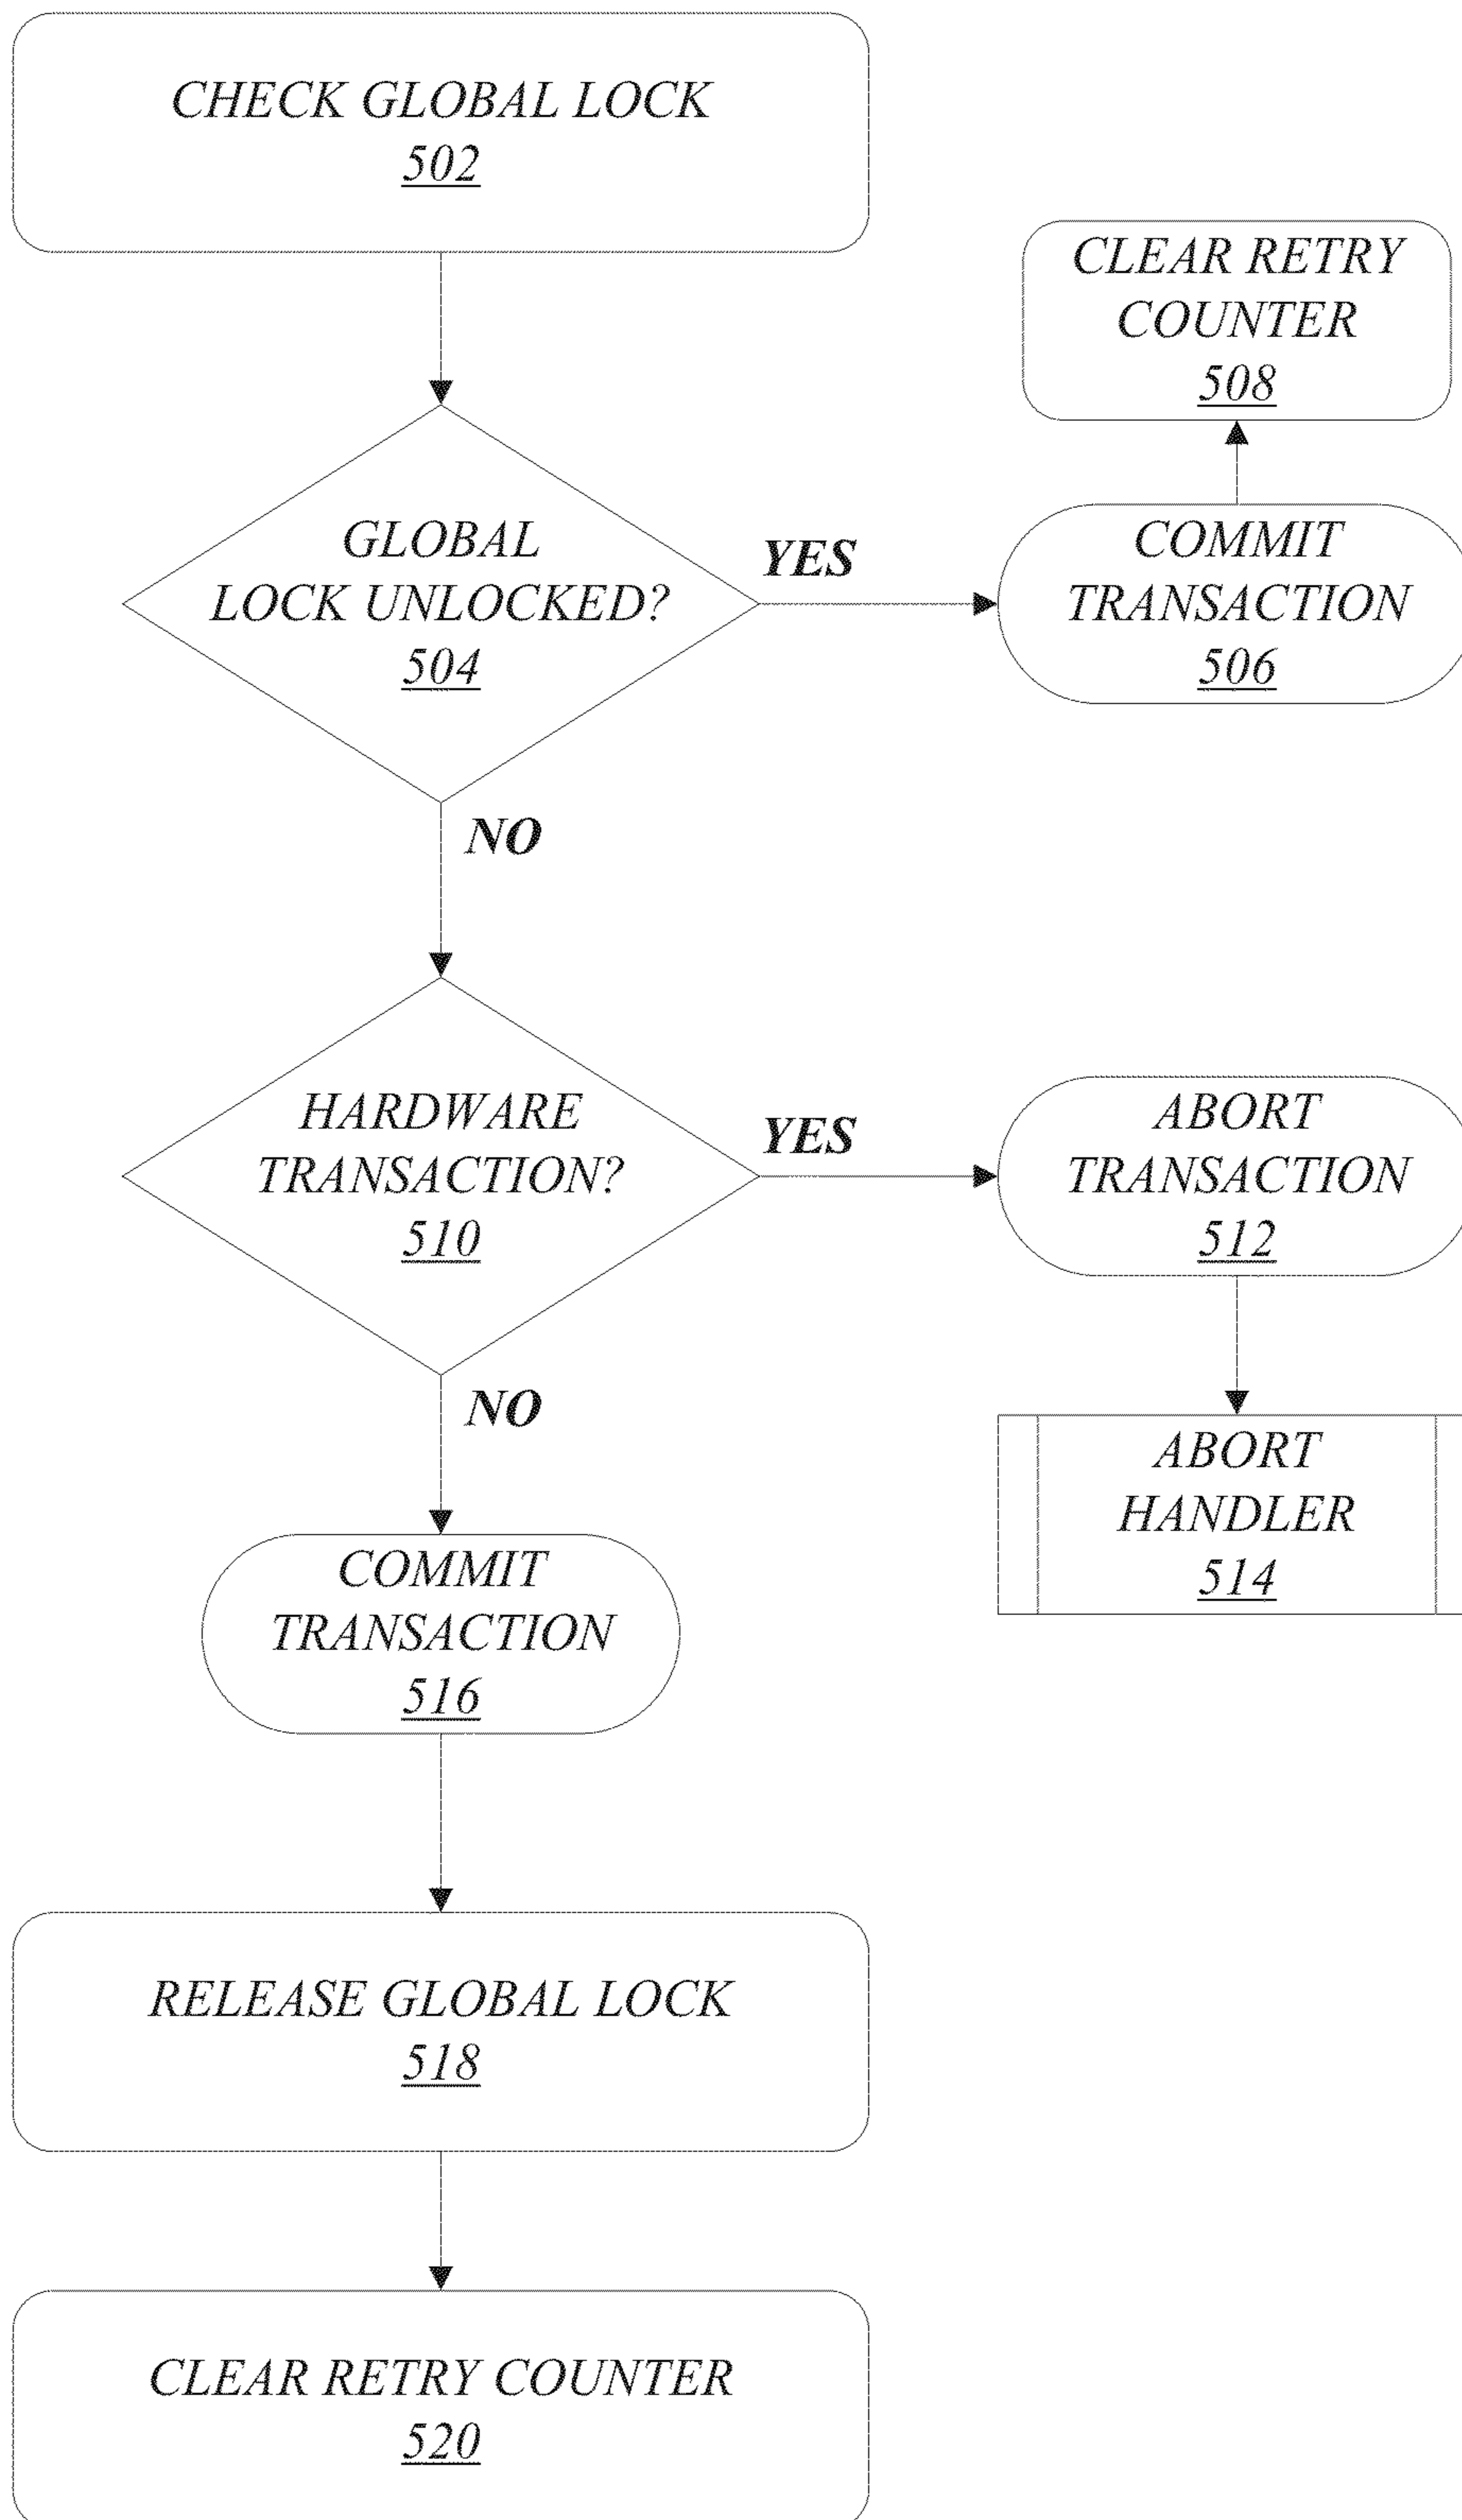 CHECK GLOBAL LOCK
502
CLEAR RETRY
COUNTER
508
GLOBAL
LOCK UNLOCKED?
504
YES
COMMIT
TRANSACTION
506
NO
HARDWARE
TRANSACTION?
510
YES
ABORT
TRANSACTION
512
NO
ABORT
HANDLER
514
COMMIT
TRANSACTION
516
RELEASE GLOBAL LOCK
518
CLEAR RETRY COUNTER
520